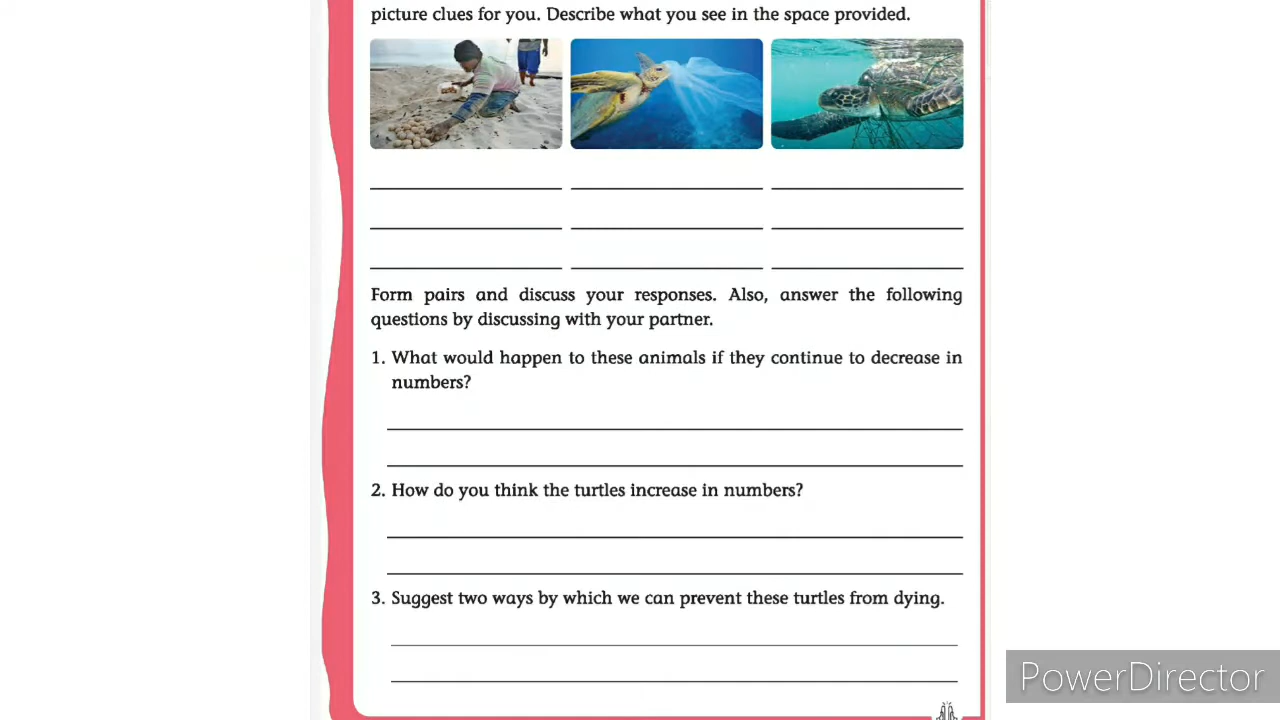 picture clues for you. Describe what you see in the space provided.
Form pairs and discuss your responses. Also, answer the following
questions by discussing with your partner.
1. What would happen to these animals if they continue to decrease in
numbers?
2. How do you think the turtles increase in numbers?
3. Suggest two ways by which we can prevent these turtles from dying.
PowerDirector